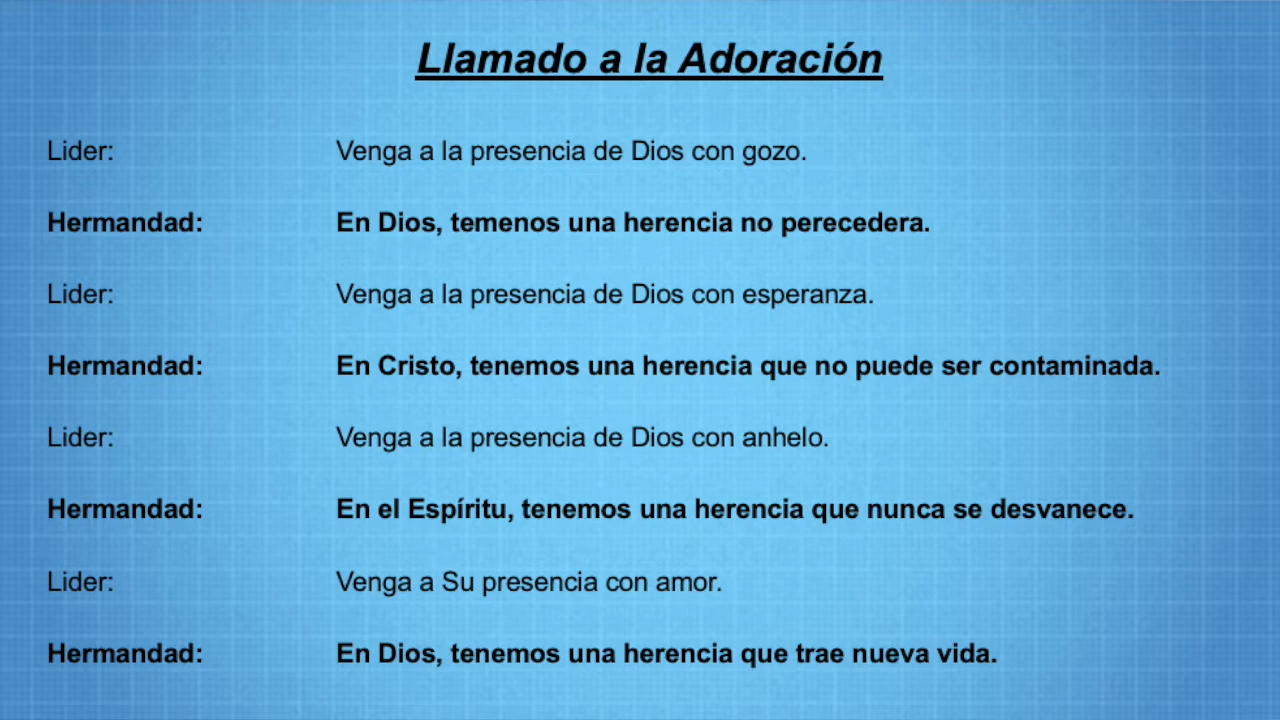 Llamado a la Adoración
Lider: Venga a la presencia de Dios con gozo.
Hermandad: En Dios, temenos una herencia no perecedera.
Lider: Venga a la presencia de Dios con esperanza.
Hermandad: En Cristo, tenemos una herencia que no puede ser contaminada.
Lider: Venga a la presencia de Dios con anhelo.
Hermandad: En el Espíritu, tenemos una herencia que nunca se desvanece.
Lider: Venga a Su presencia con amor.
Hermandad: En Dios, tenemos una herencia que trae nueva vida.